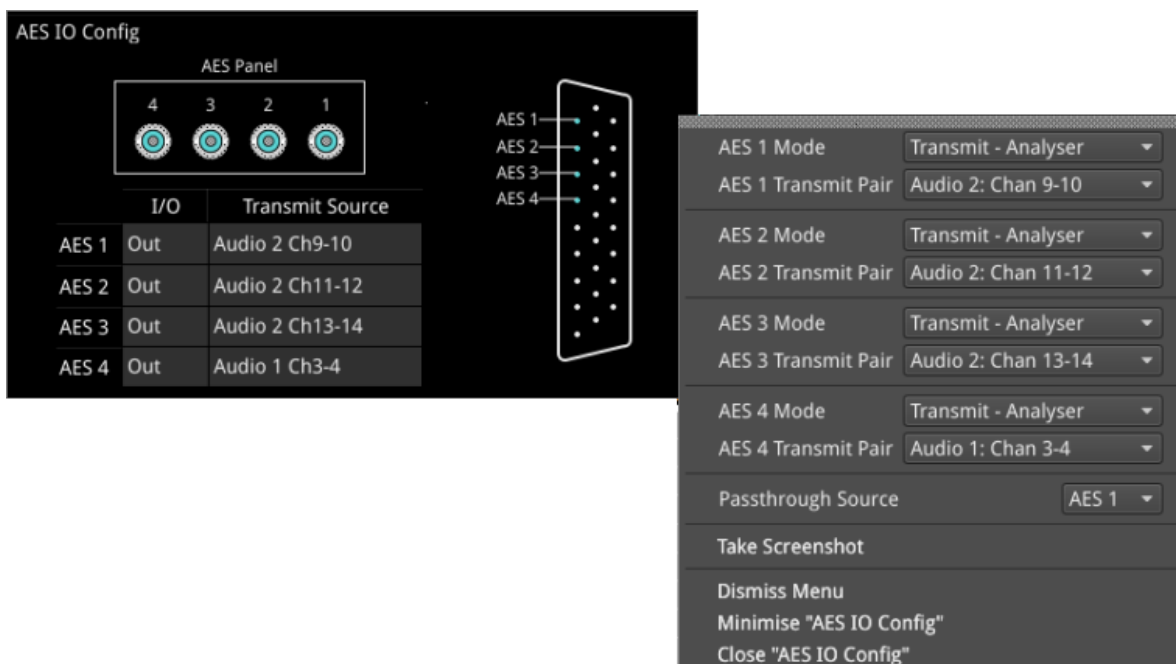 AES IO Config
AES Panel
4 3 2 1
AES 1
AES 2
AES 3
AES 4
I/O Transmit Source
AES 1 Out Audio 2 Ch9-10
AES 2 Out Audio 2 Ch11-12
AES 3 Out Audio 2 Ch13-14
AES 4 Out Audio 1 Ch3-4
AES 1 Mode Transmit - Analyser
AES 1 Transmit Pair Audio 2: Chan 9-10
AES 2 Mode Transmit - Analyser
AES 2 Transmit Pair Audio 2: Chan 11-12
AES 3 Mode Transmit - Analyser
AES 3 Transmit Pair Audio 2: Chan 13-14
AES 4 Mode Transmit - Analyser
AES 4 Transmit Pair Audio 1: Chan 3-4
Passthrough Source AES 1
Take Screenshot
Dismiss Menu
Minimise "AES IO Config"
Close "AES IO Config"